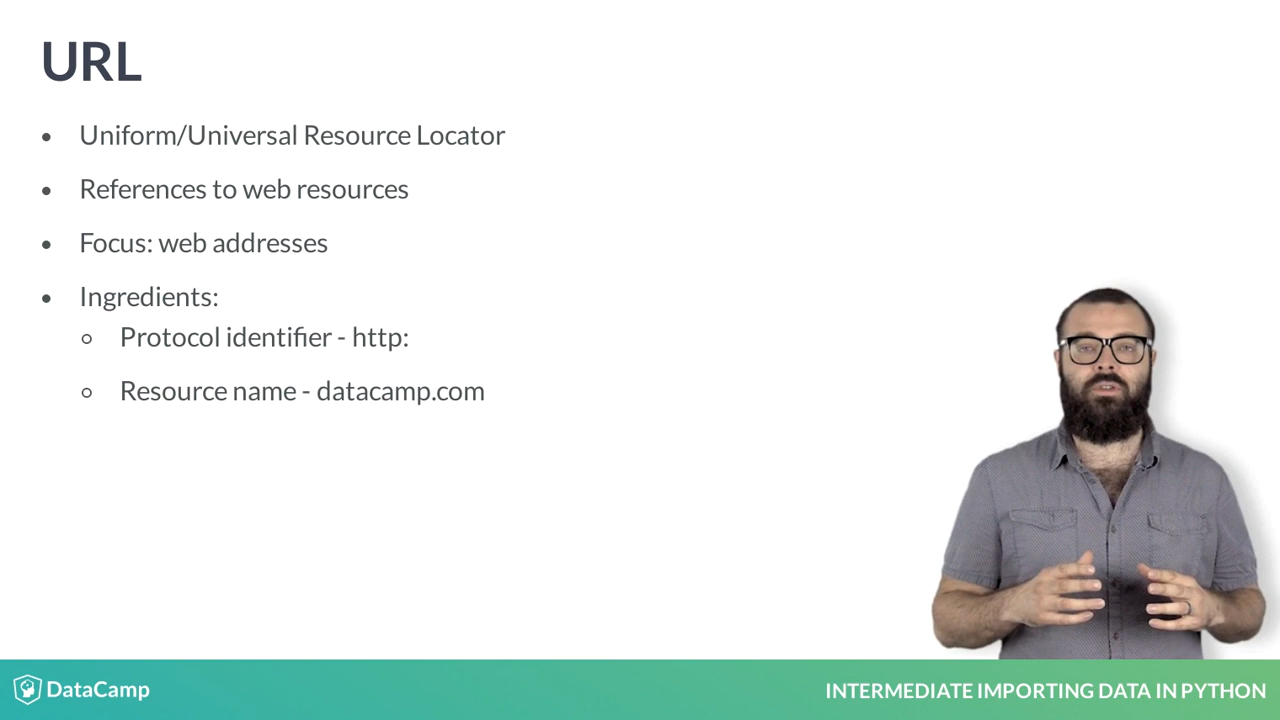 URL
• Uniform/Universal Resource Locator
• References to web resources
• Focus: web addresses
• Ingredients:
○ Protocol identifier - http:
○ Resource name - datacamp.com
DataCamp
INTERMEDIATE IMPORTING DATA IN PYTHON